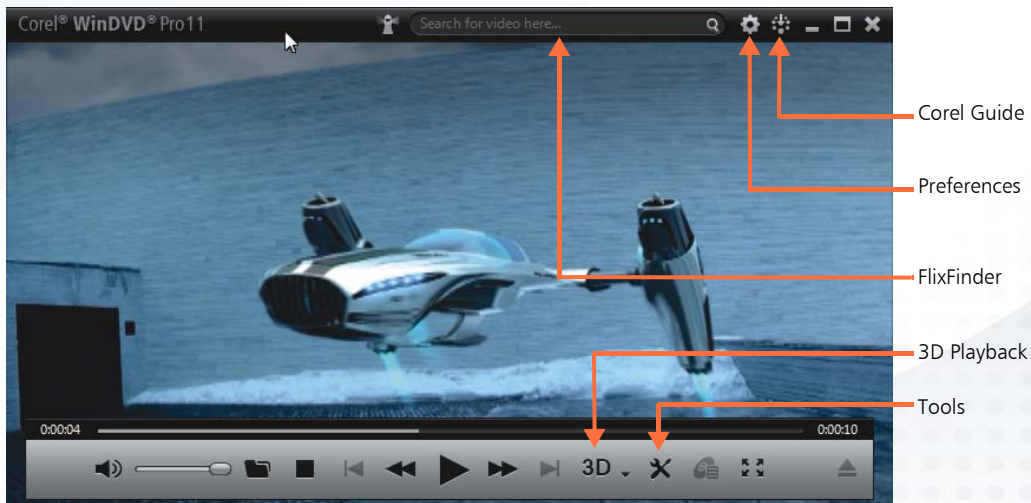 Corel® WinDVD® Pro11
Search for video here...
Corel Guide
Preferences
FlixFinder
3D Playback
Tools
0:00:04
0:00:10
3D